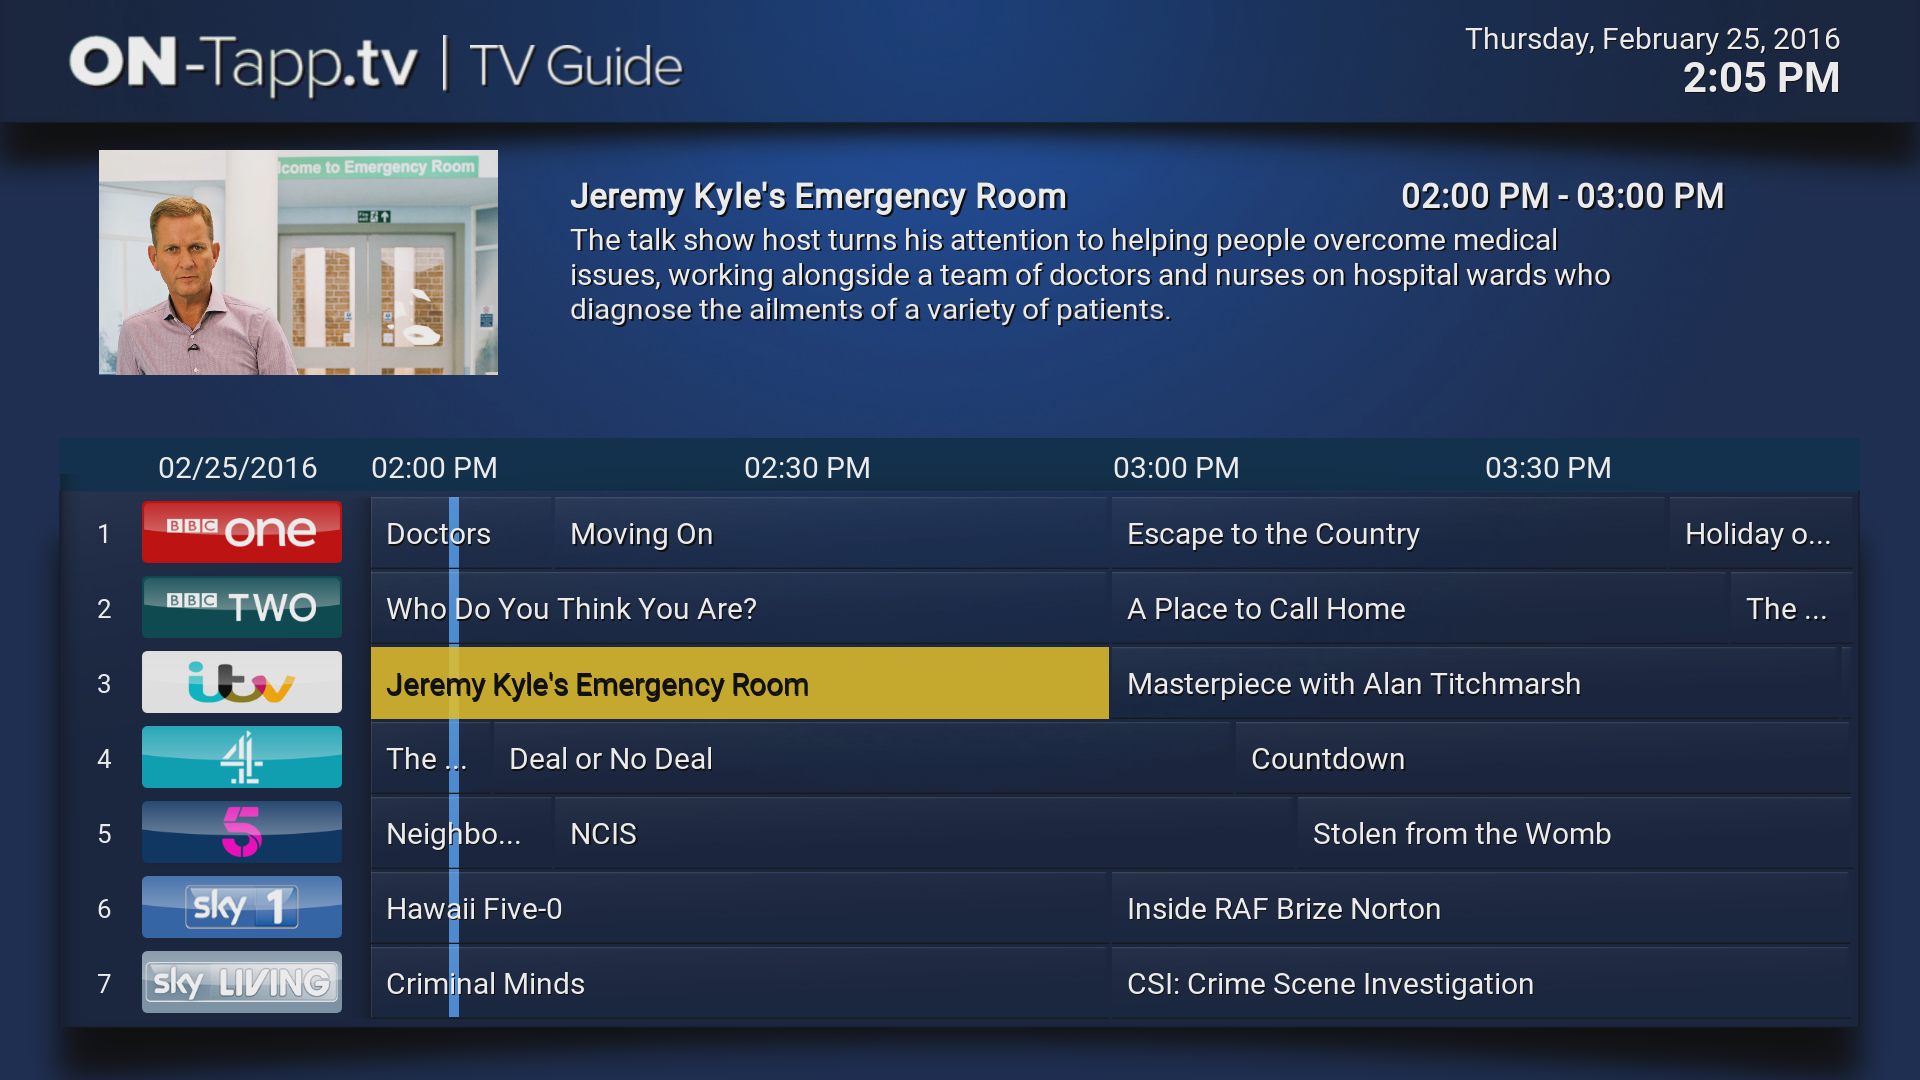 ON-Tapp.tv | TV Guide
Thursday, February 25, 2016
2:05 PM
lcome to Emergency Room
Jeremy Kyle's Emergency Room 02:00 PM - 03:00 PM
The talk show host turns his attention to helping people overcome medical
issues, working alongside a team of doctors and nurses on hospital wards who
diagnose the ailments of a variety of patients.
02/25/2016 02:00 PM 02:30 PM 03:00 PM 03:30 PM
1 BBC one Doctors Moving On Escape to the Country Holiday o...
2 BBC TWO Who Do You Think You Are? A Place to Call Home The ...
3 itv Jeremy Kyle's Emergency Room Masterpiece with Alan Titchmarsh
4 4 The ... Deal or No Deal Countdown
5 5 Neighbo... NCIS Stolen from the Womb
6 sky 1 Hawaii Five-0 Inside RAF Brize Norton
7 sky LIVING Criminal Minds CSI: Crime Scene Investigation